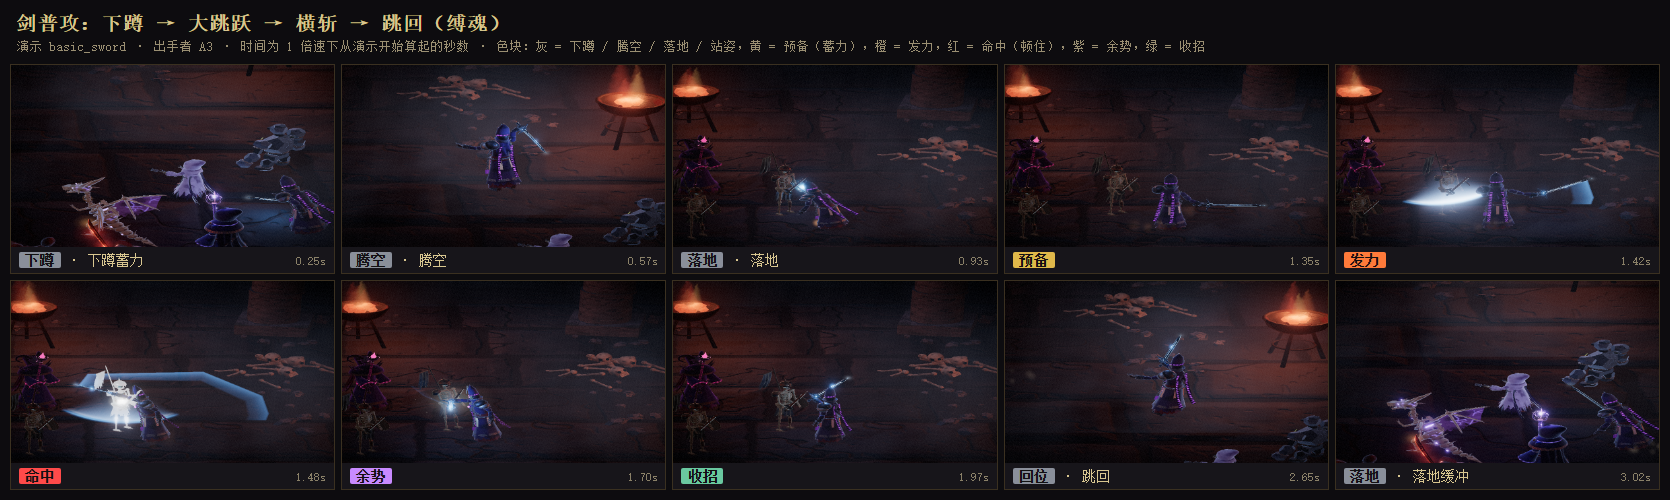 剑普攻：下蹲 → 大跳跃 → 横斩 → 跳回（缚魂）
演示 basic_sword · 出手者 A3 · 时间为 1 倍速下从演示开始算起的秒数 · 色块：灰 = 下蹲 / 腾空 / 落地 / 站姿，黄 = 预备（蓄力），橙 = 发力，红 = 命中（顿住），紫 = 余势，绿 = 收招
下蹲 · 下蹲蓄力 0.25s
腾空 · 腾空 0.57s
落地 · 落地 0.93s
预备 1.35s
发力 1.42s
命中 1.48s
余势 1.70s
收招 1.97s
回位 · 跳回 2.65s
落地 · 落地缓冲 3.02s